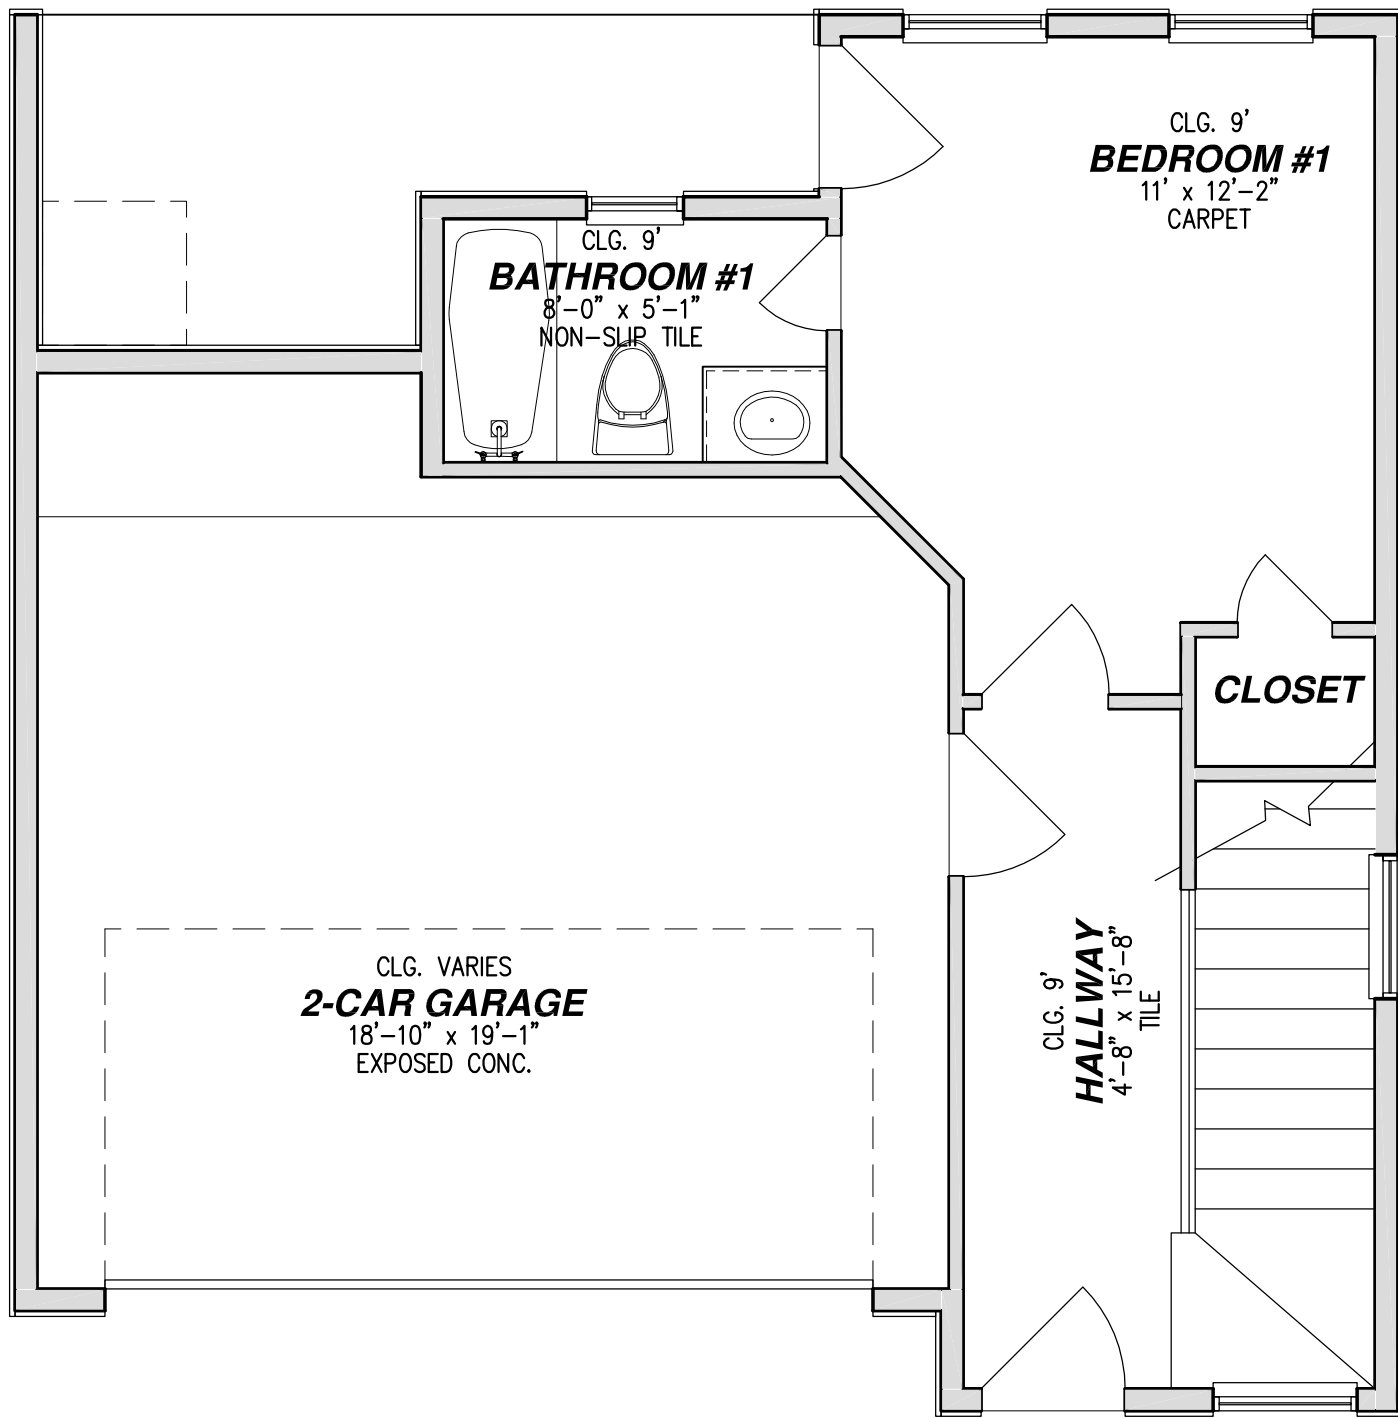 CLG. 9'
BEDROOM #1
11' x 12'-2"
CARPET
CLG. 9'
BATHROOM #1
8'-0" x 5'-1"
NON-SLIP TILE
CLOSET
CLG. VARIES
2-CAR GARAGE
18'-10" x 19'-1"
EXPOSED CONC.
CLG. 9'
HALLWAY
4'-8" x 15'-8"
TILE